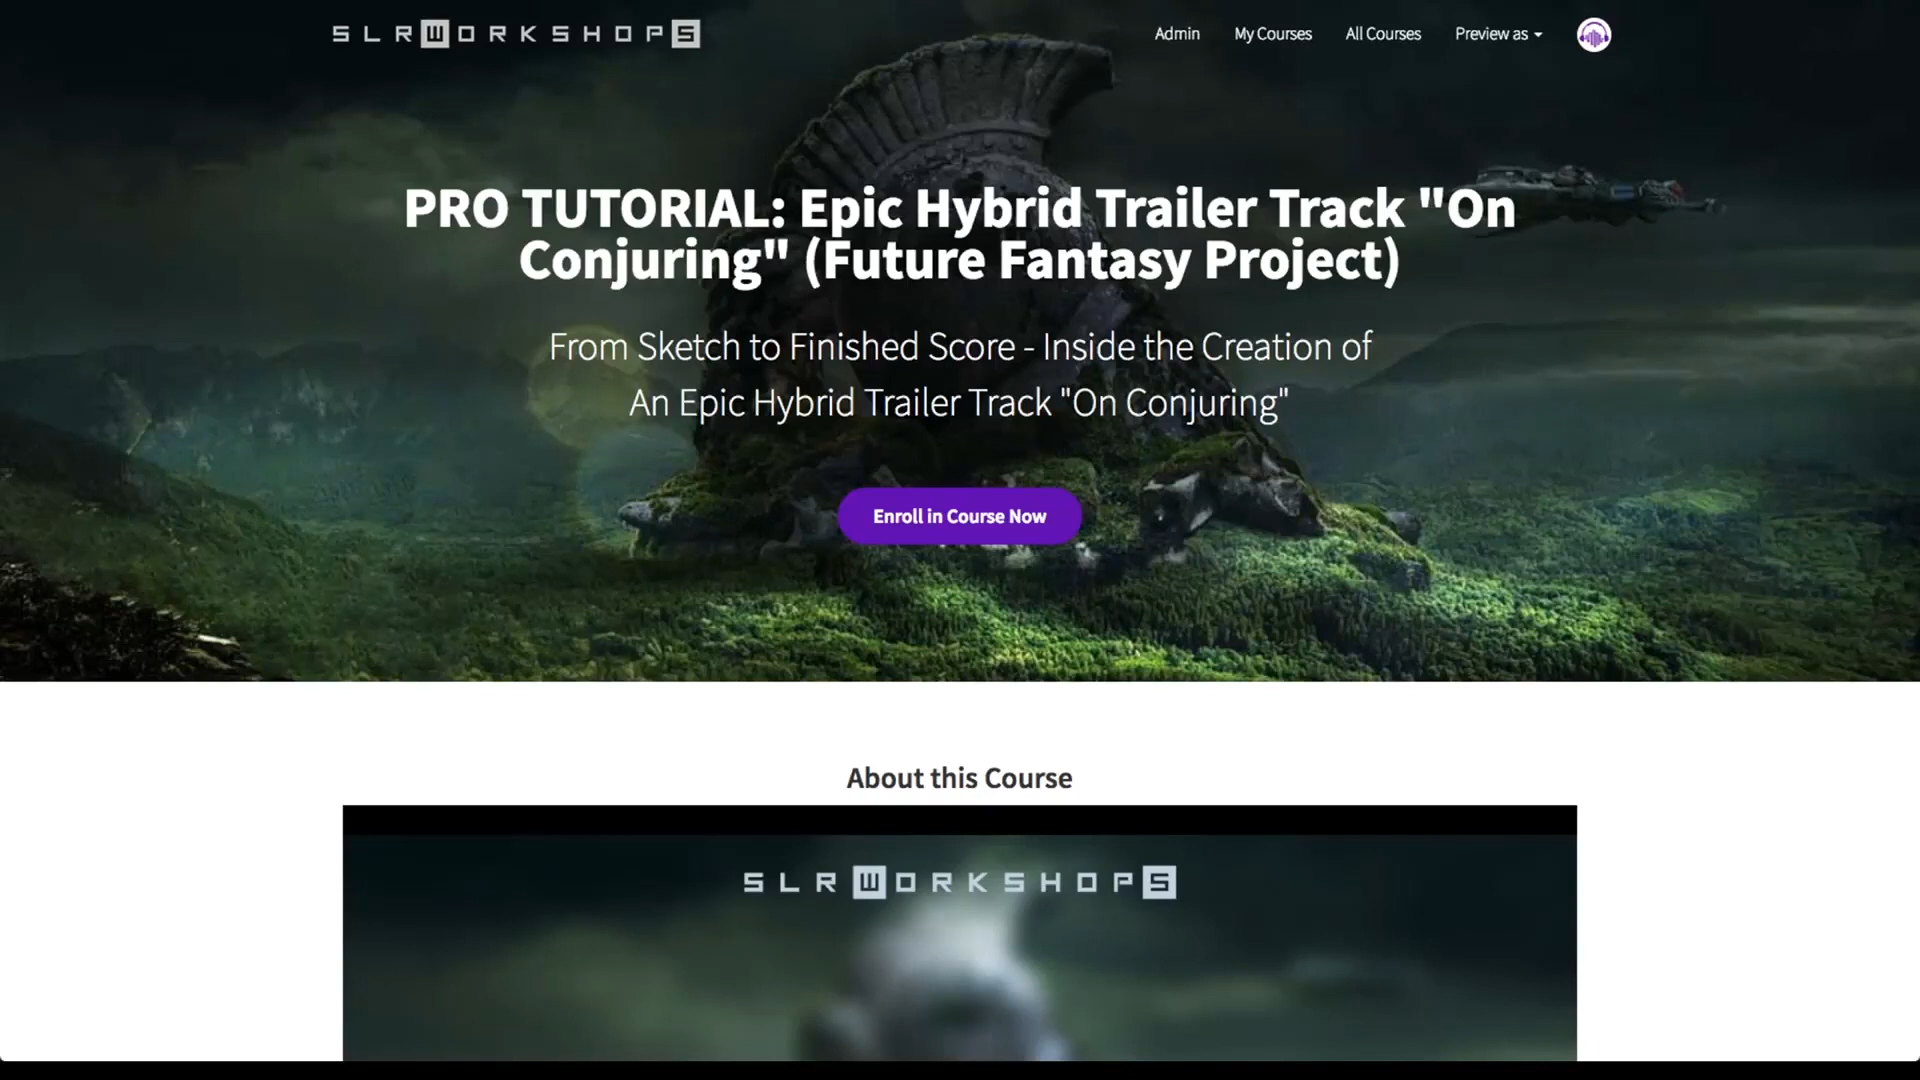 SLRWORKSHOPS
Admin My Courses All Courses Preview as
PRO TUTORIAL: Epic Hybrid Trailer Track "On
Conjuring" (Future Fantasy Project)
From Sketch to Finished Score - Inside the Creation of
An Epic Hybrid Trailer Track "On Conjuring"
Enroll in Course Now
About this Course
SLRWORKSHOPS